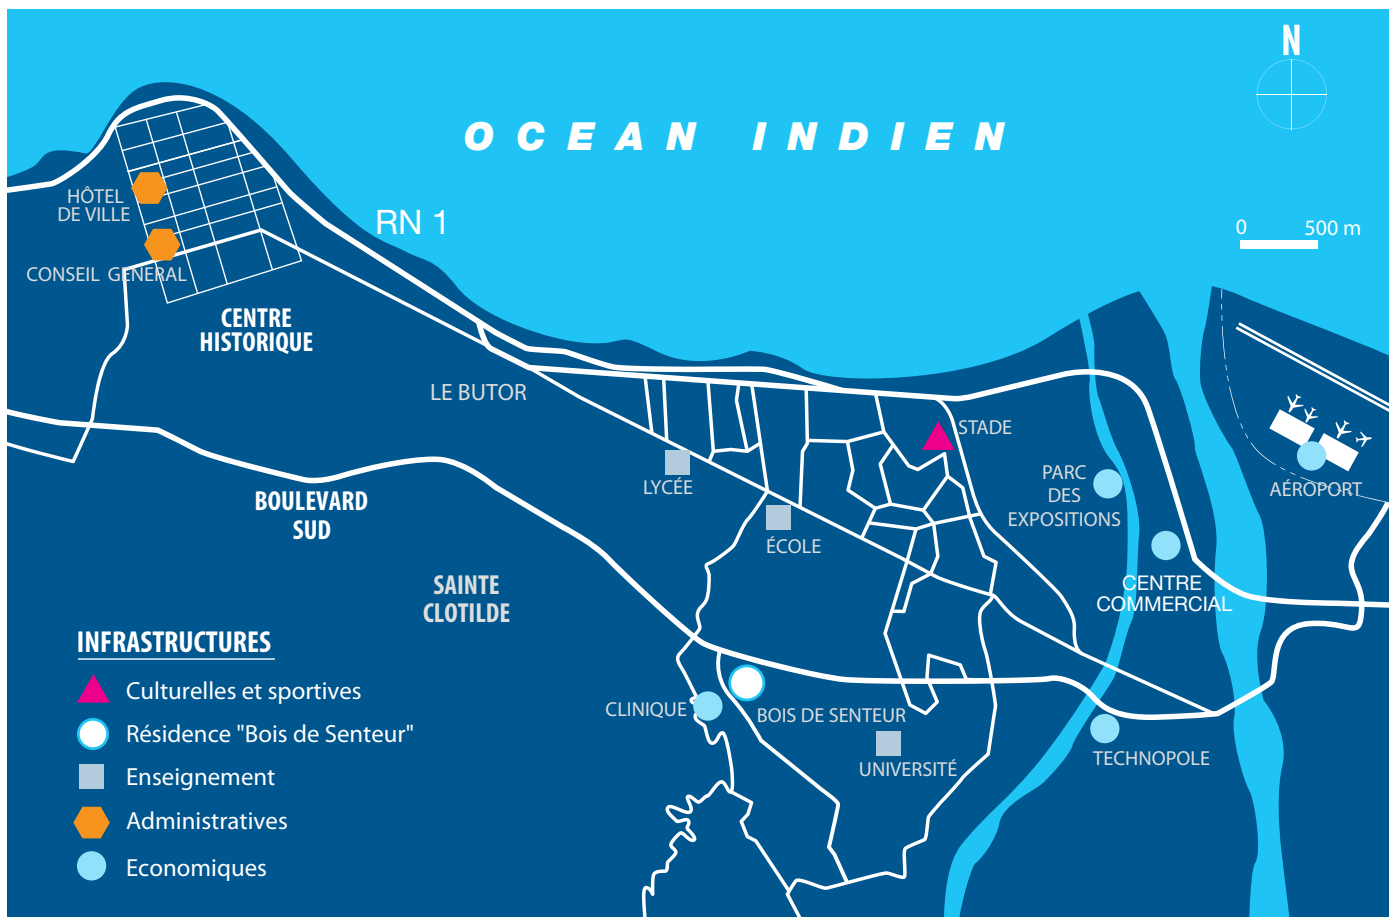 N
OCEAN INDIEN
HÔTEL
DE VILLE
RN 1
0 500 m
CONSEIL GENERAL
CENTRE
HISTORIQUE
LE BUTOR
STADE
LYCÉE
PARC
DES
EXPOSITIONS
AÉROPORT
BOULEVARD
SUD
ÉCOLE
SAINTE
CLOTILDE
CENTRE
COMMERCIAL
INFRASTRUCTURES
Culturelles et sportives
Résidence "Bois de Senteur"
Enseignement
Administratives
Economiques
CLINIQUE
BOIS DE SENTEUR
UNIVERSITÉ
TECHNOPOLE